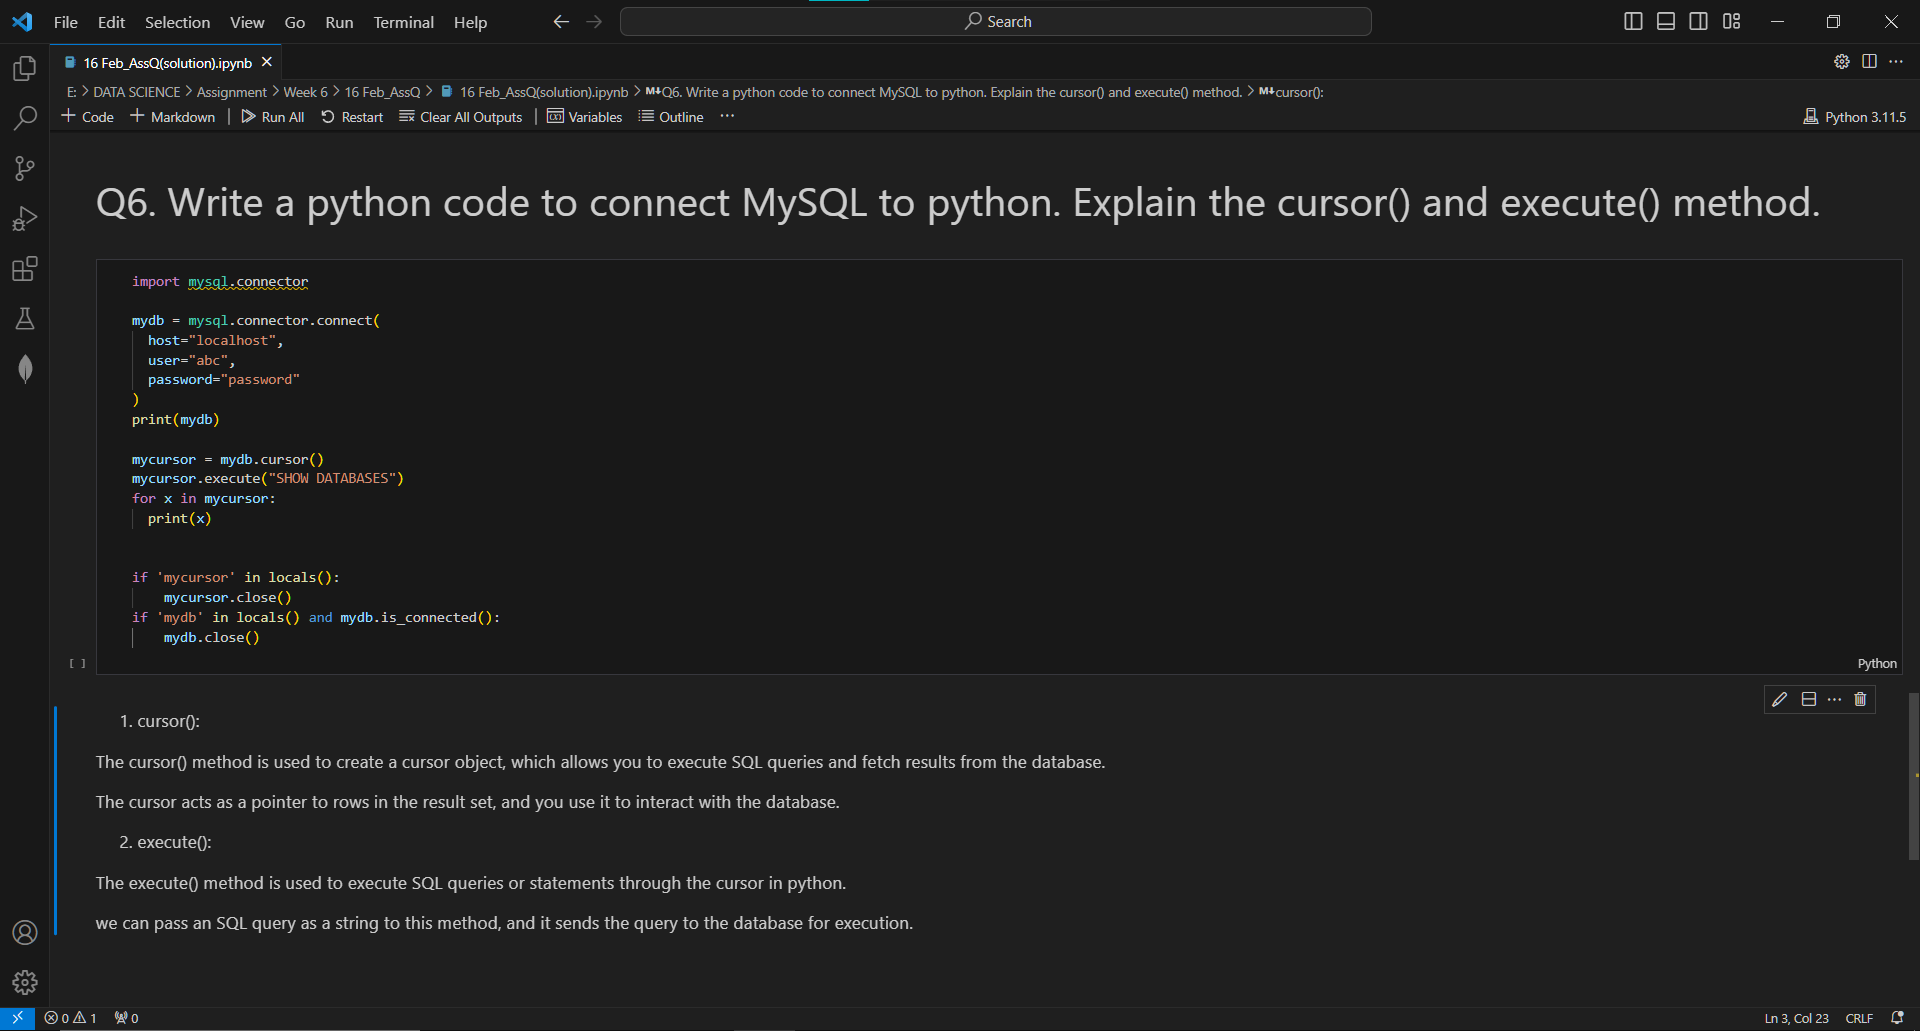 File Edit Selection View Go Run Terminal Help
Search
16 Feb_AssQ(solution).ipynb
E: > DATA SCIENCE > Assignment > Week 6 > 16 Feb_AssQ > 16 Feb_AssQ(solution).ipynb > M↓Q6. Write a python code to connect MySQL to python. Explain the cursor() and execute() method. > M↓cursor():
+ Code + Markdown | Run All Restart Clear All Outputs | Variables Outline ··· Python 3.11.5
Q6. Write a python code to connect MySQL to python. Explain the cursor() and execute() method.
import mysql.connector
mydb = mysql.connector.connect(
  host="localhost",
  user="abc",
  password="password"
)
print(mydb)
mycursor = mydb.cursor()
mycursor.execute("SHOW DATABASES")
for x in mycursor:
  print(x)
if 'mycursor' in locals():
    mycursor.close()
if 'mydb' in locals() and mydb.is_connected():
    mydb.close()
[ ]
Python
1. cursor():
The cursor() method is used to create a cursor object, which allows you to execute SQL queries and fetch results from the database.
The cursor acts as a pointer to rows in the result set, and you use it to interact with the database.
2. execute():
The execute() method is used to execute SQL queries or statements through the cursor in python.
we can pass an SQL query as a string to this method, and it sends the query to the database for execution.
0 1 0 Ln 3, Col 23 CRLF